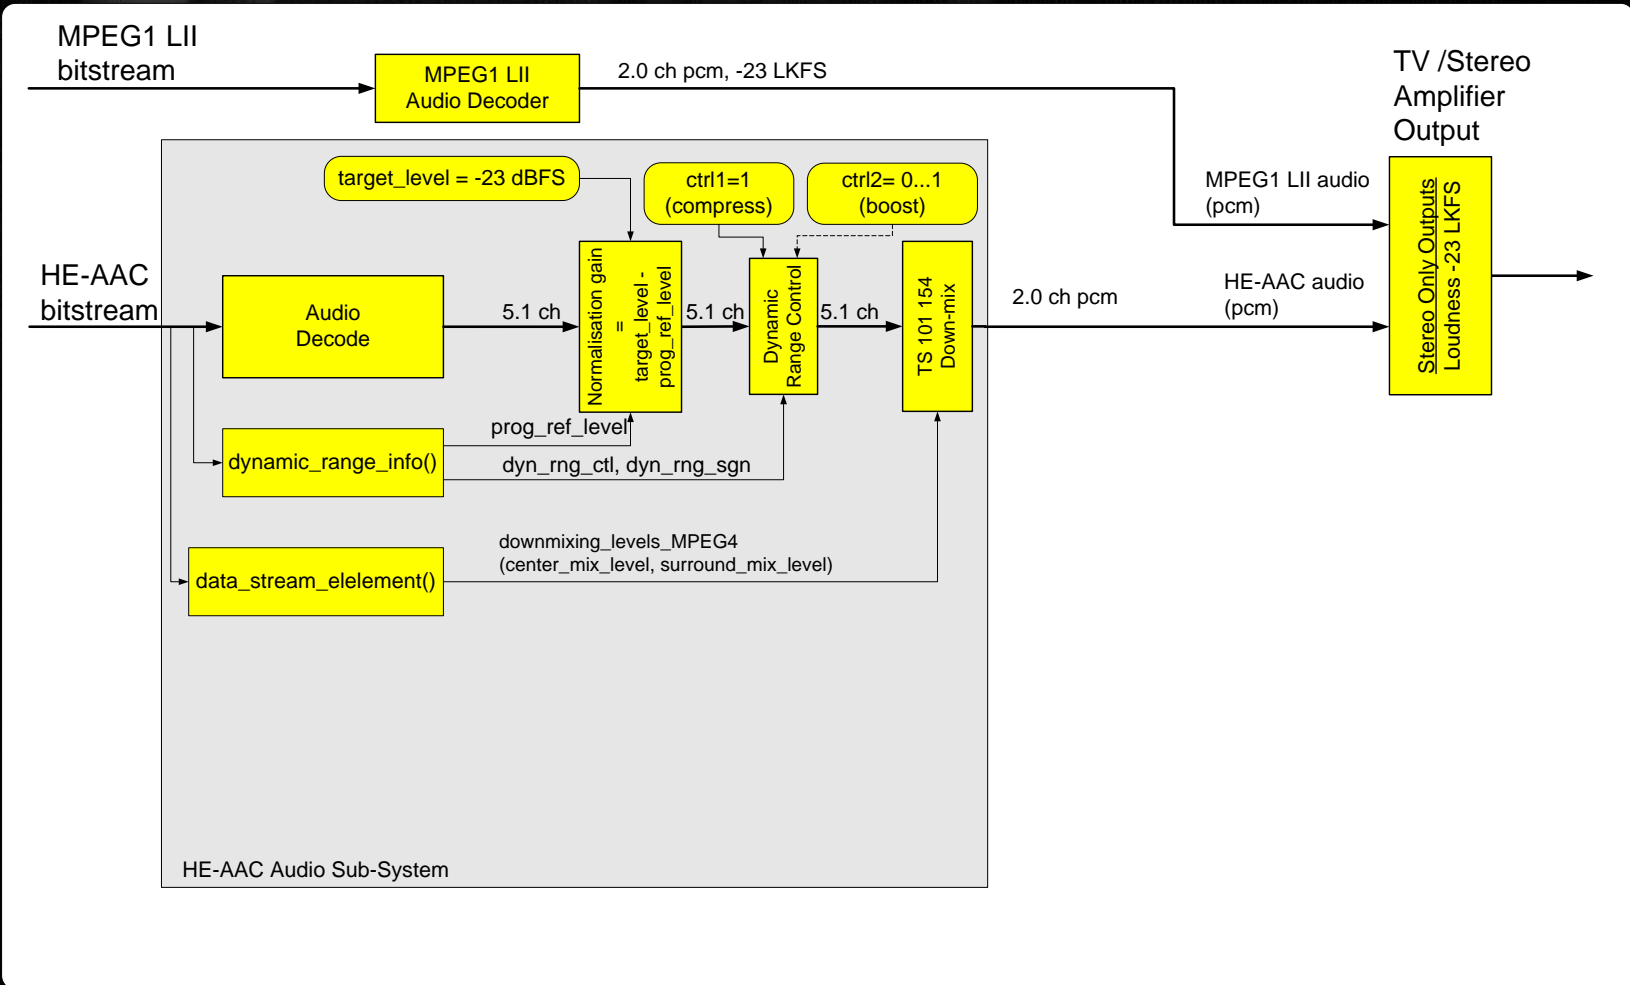 MPEG1 LII
bitstream
MPEG1 LII
Audio Decoder
2.0 ch pcm, -23 LKFS
TV /Stereo
Amplifier
Output
target_level = -23 dBFS
ctrl1=1
(compress)
ctrl2= 0...1
(boost)
MPEG1 LII audio
(pcm)
HE-AAC
bitstream
Audio
Decode
5.1 ch
Normalisation gain
=
target_level -
prog_ref_level
5.1 ch
Dynamic
Range Control
5.1 ch
TS 101 154
Down-mix
2.0 ch pcm
HE-AAC audio
(pcm)
Stereo Only Outputs
Loudness -23 LKFS
prog_ref_level
dynamic_range_info()
dyn_rng_ctl, dyn_rng_sgn
downmixing_levels_MPEG4
(center_mix_level, surround_mix_level)
data_stream_elelement()
HE-AAC Audio Sub-System